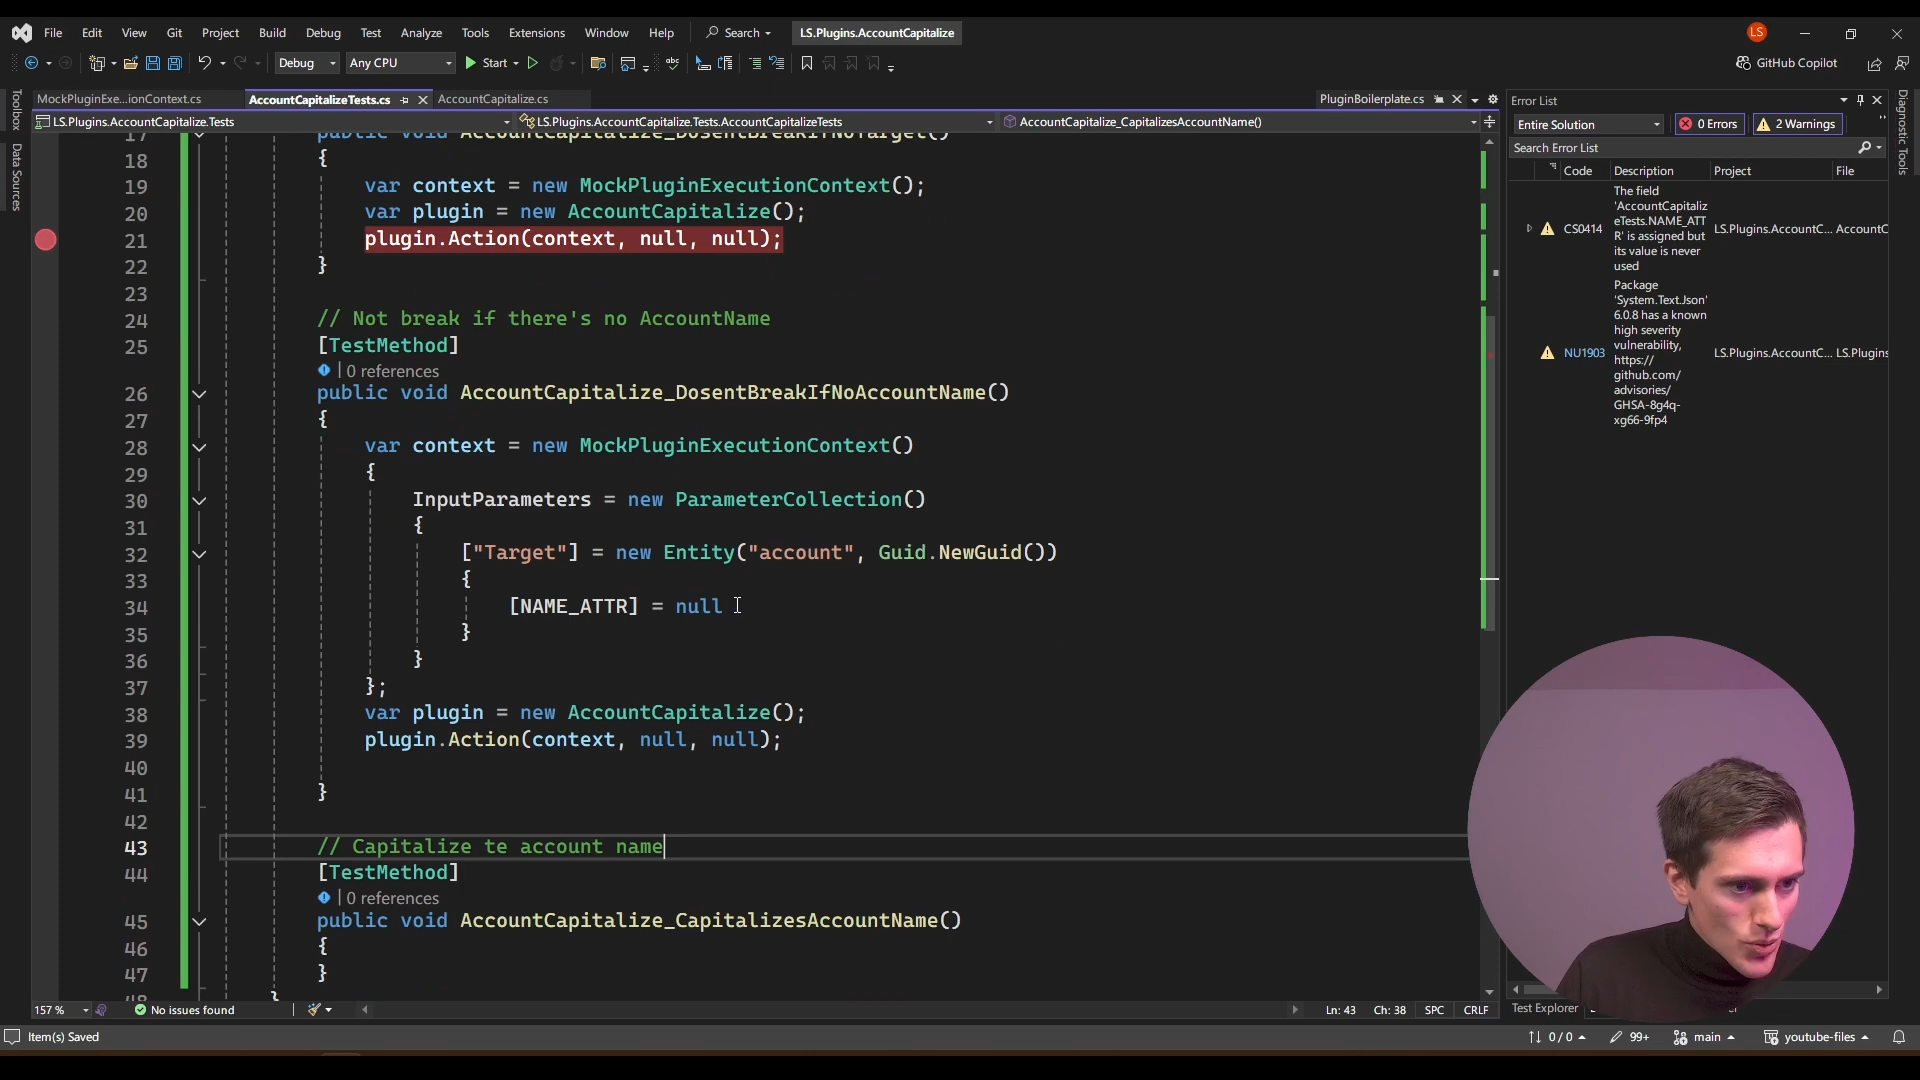 File Edit View Git Project Build Debug Test Analyze Tools Extensions Window Help Search LS.Plugins.AccountCapitalize LS
Debug Any CPU Start GitHub Copilot
Toolbox
Data Sources
MockPluginExe...ionContext.cs AccountCapitalizeTests.cs AccountCapitalize.cs PluginBoilerplate.cs
LS.Plugins.AccountCapitalize.Tests LS.Plugins.AccountCapitalize.Tests.AccountCapitalizeTests AccountCapitalize_CapitalizesAccountName()
17 public void AccountCapitalize_DosentBreakIfNoTarget()
18 {
19 var context = new MockPluginExecutionContext();
20 var plugin = new AccountCapitalize();
21 plugin.Action(context, null, null);
22 }
23
24 // Not break if there's no AccountName
25 [TestMethod]
0 references
26 public void AccountCapitalize_DosentBreakIfNoAccountName()
27 {
28 var context = new MockPluginExecutionContext()
29 {
30 InputParameters = new ParameterCollection()
31 {
32 ["Target"] = new Entity("account", Guid.NewGuid())
33 {
34 [NAME_ATTR] = null
35 }
36 }
37 };
38 var plugin = new AccountCapitalize();
39 plugin.Action(context, null, null);
40
41 }
42
43 // Capitalize te account name
44 [TestMethod]
0 references
45 public void AccountCapitalize_CapitalizesAccountName()
46 {
47 }
48 }
157 % No issues found Ln: 43 Ch: 38 SPC CRLF
Error List
Entire Solution 0 Errors 2 Warnings
Search Error List
Code Description Project File
CS0414 The field 'AccountCapitalizeTests.NAME_ATTR' is assigned but its value is never used LS.Plugins.AccountC... AccountC
NU1903 Package 'System.Text.Json' 6.0.8 has a known high severity vulnerability, https://github.com/advisories/GHSA-8g4q-xg66-9fp4 LS.Plugins.AccountC... LS.Plugins
Diagnostic Tools
Test Explorer
Item(s) Saved 0 / 0 99+ main youtube-files